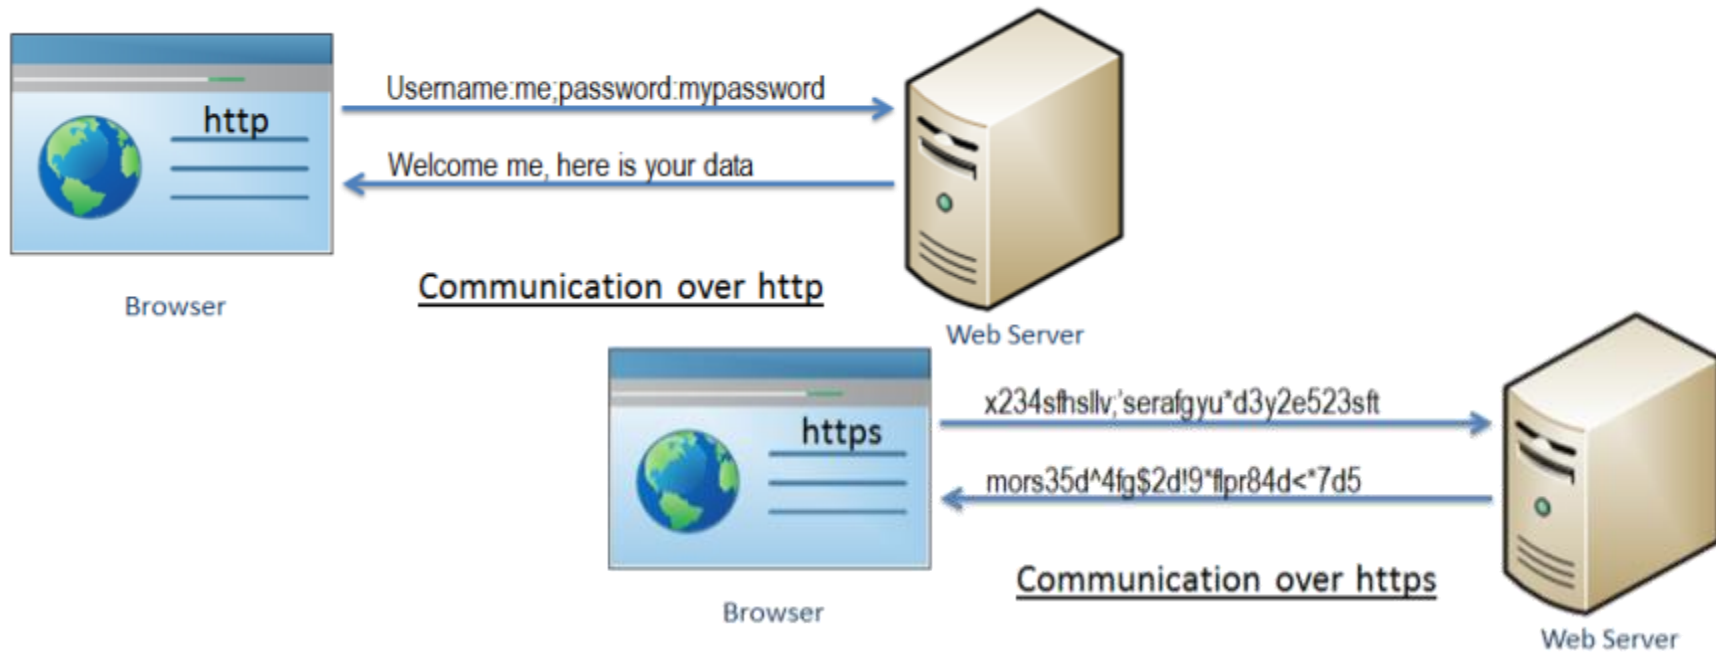 http
Username:me;password:mypassword
Welcome me, here is your data
Communication over http
Browser
Web Server
https
x234sfhsllv;'serafgyu*d3y2e523sft
mors35d^4fg$2d!9*flpr84d<*7d5
Communication over https
Browser
Web Server